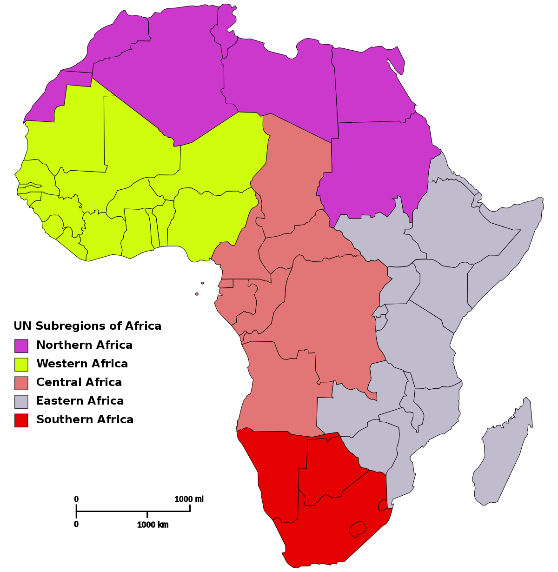 UN Subregions of Africa
Northern Africa
Western Africa
Central Africa
Eastern Africa
Southern Africa
0 1000 mi
0 1000 km